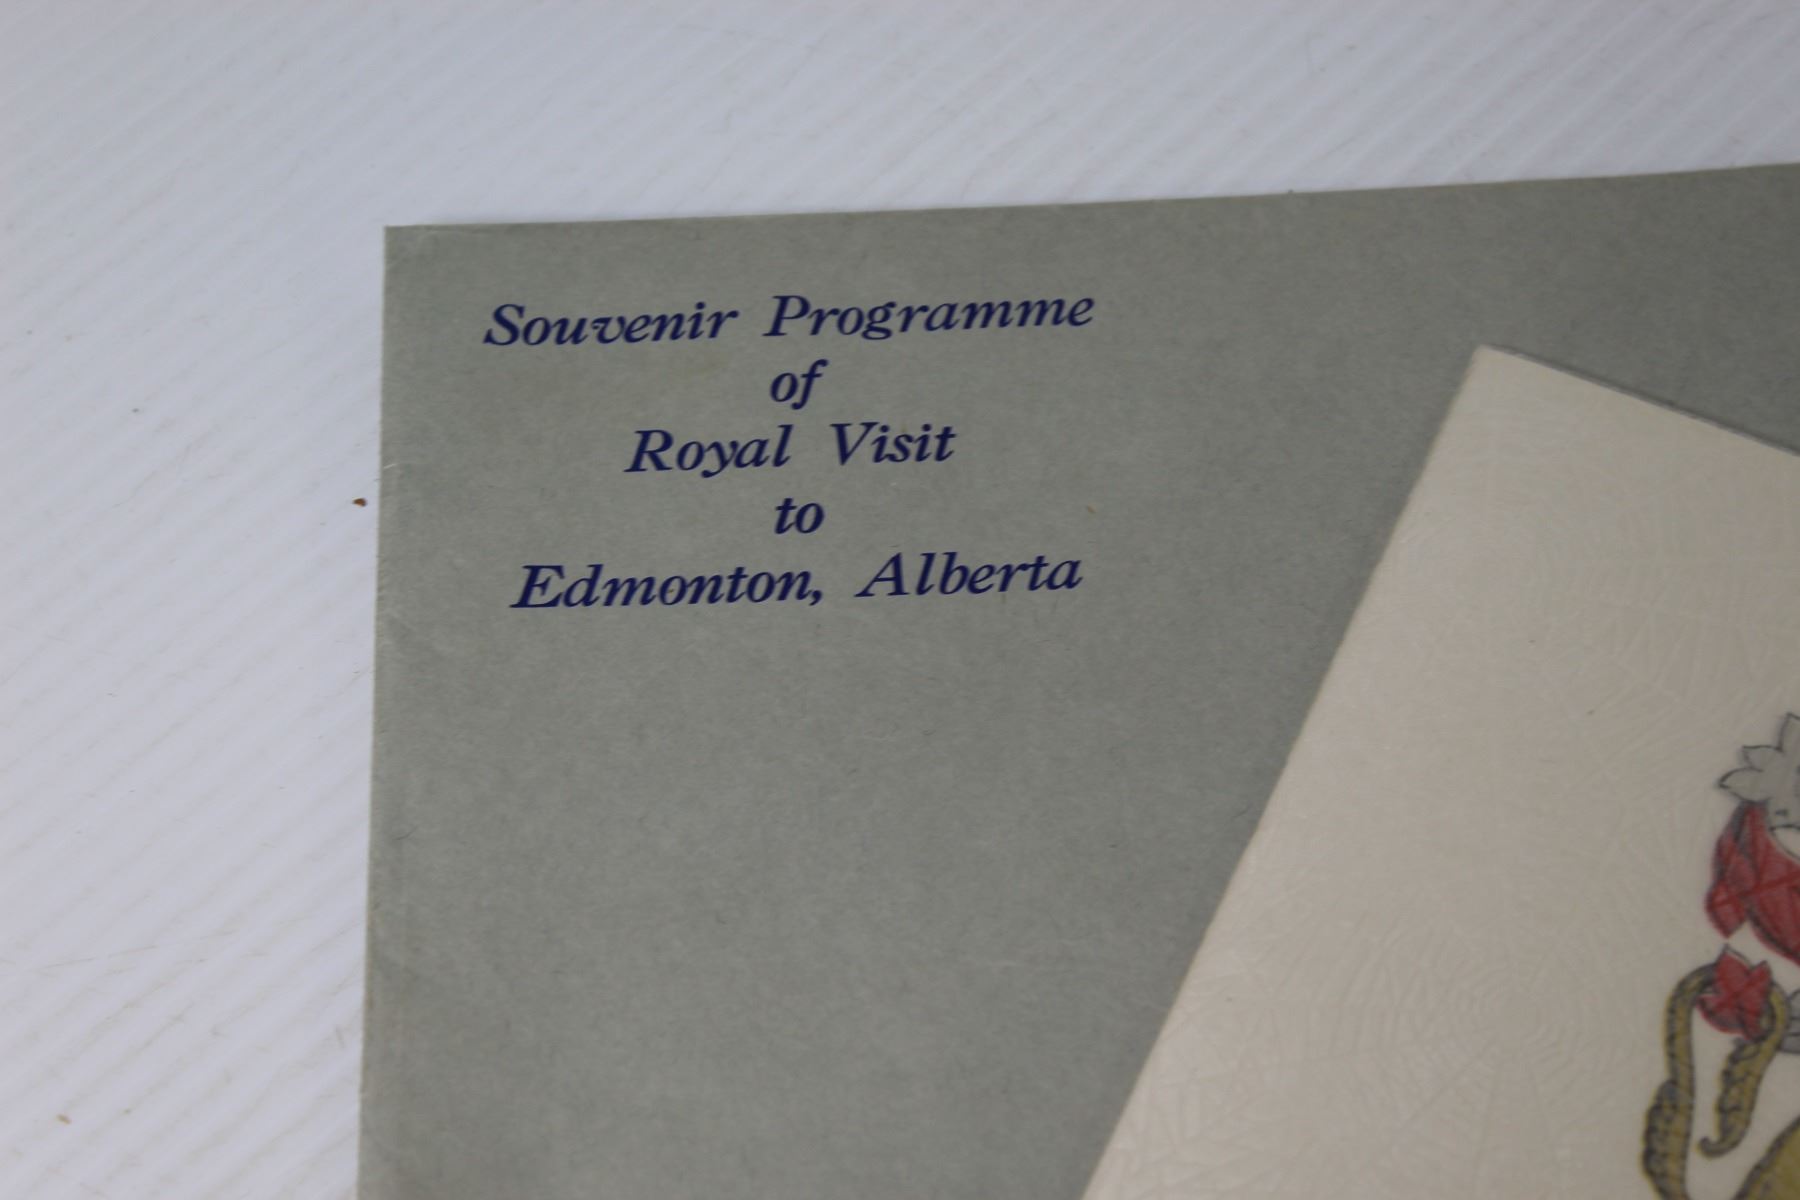 Souvenir Programme
of
Royal Visit
to
Edmonton, Alberta